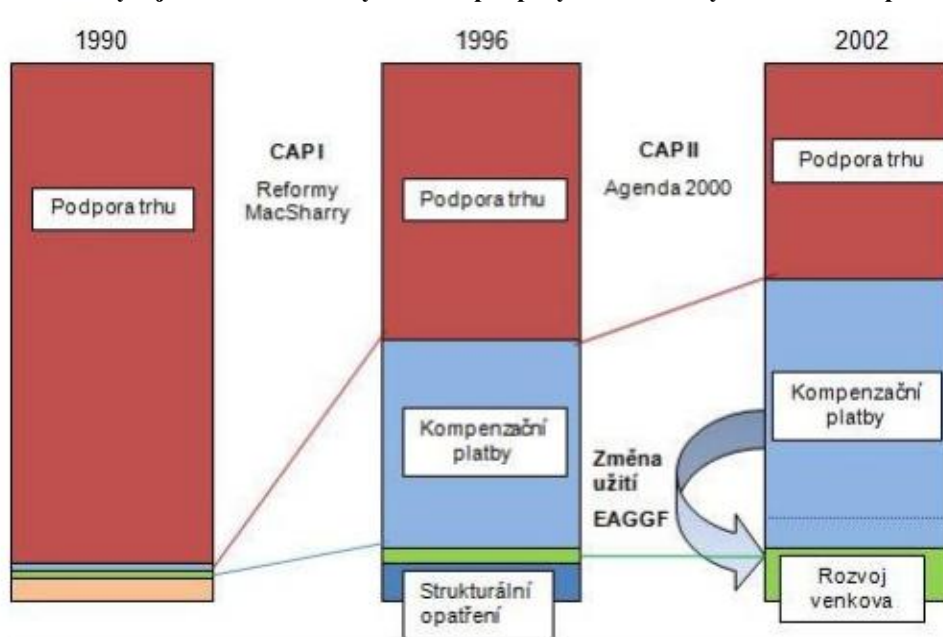 1990
1996
2002
CAP I
Reformy
MacSharry
CAP II
Agenda 2000
Podpora trhu
Podpora trhu
Podpora trhu
Kompenzační
platby
Kompenzační
platby
Změna
užití
EAGGF
Strukturální
opatření
Rozvoj
venkova